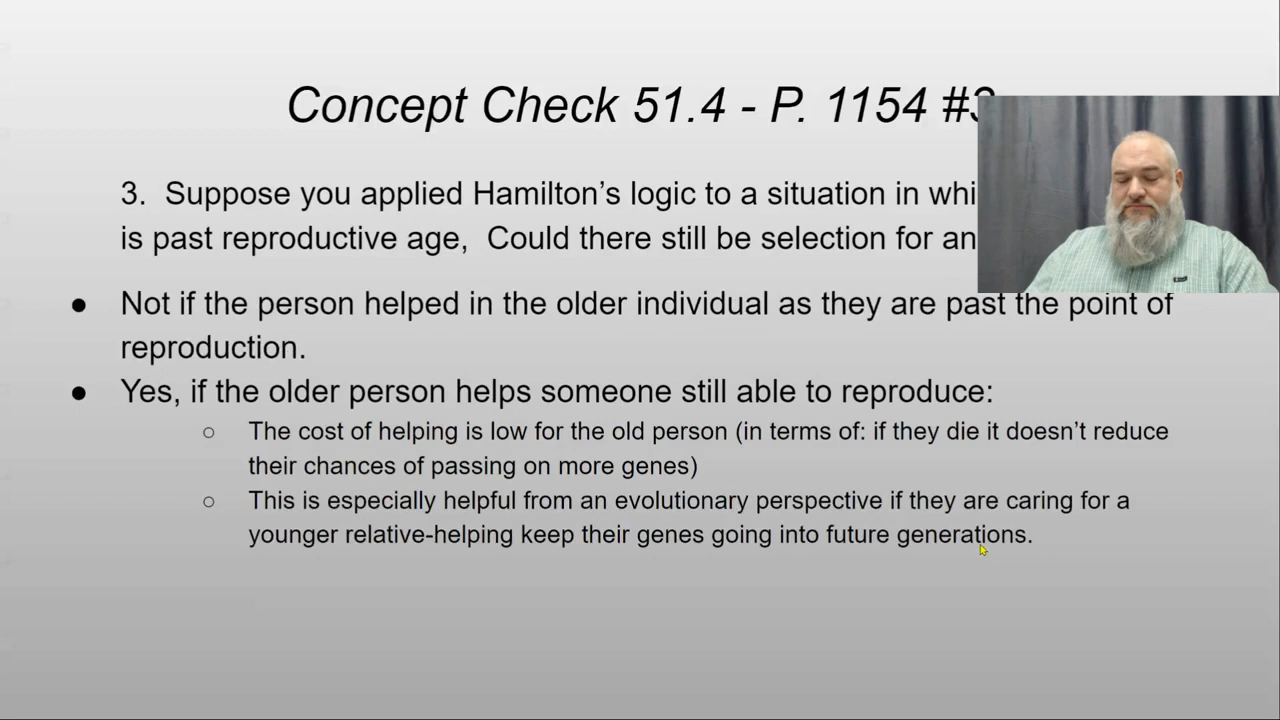 Concept Check 51.4 - P. 1154 #3
3. Suppose you applied Hamilton's logic to a situation in
is past reproductive age, Could there still be selection for an
● Not if the person helped in the older individual as they are past the point of
reproduction.
● Yes, if the older person helps someone still able to reproduce:
○ The cost of helping is low for the old person (in terms of: if they die it doesn't reduce
their chances of passing on more genes)
○ This is especially helpful from an evolutionary perspective if they are caring for a
younger relative-helping keep their genes going into future generations.